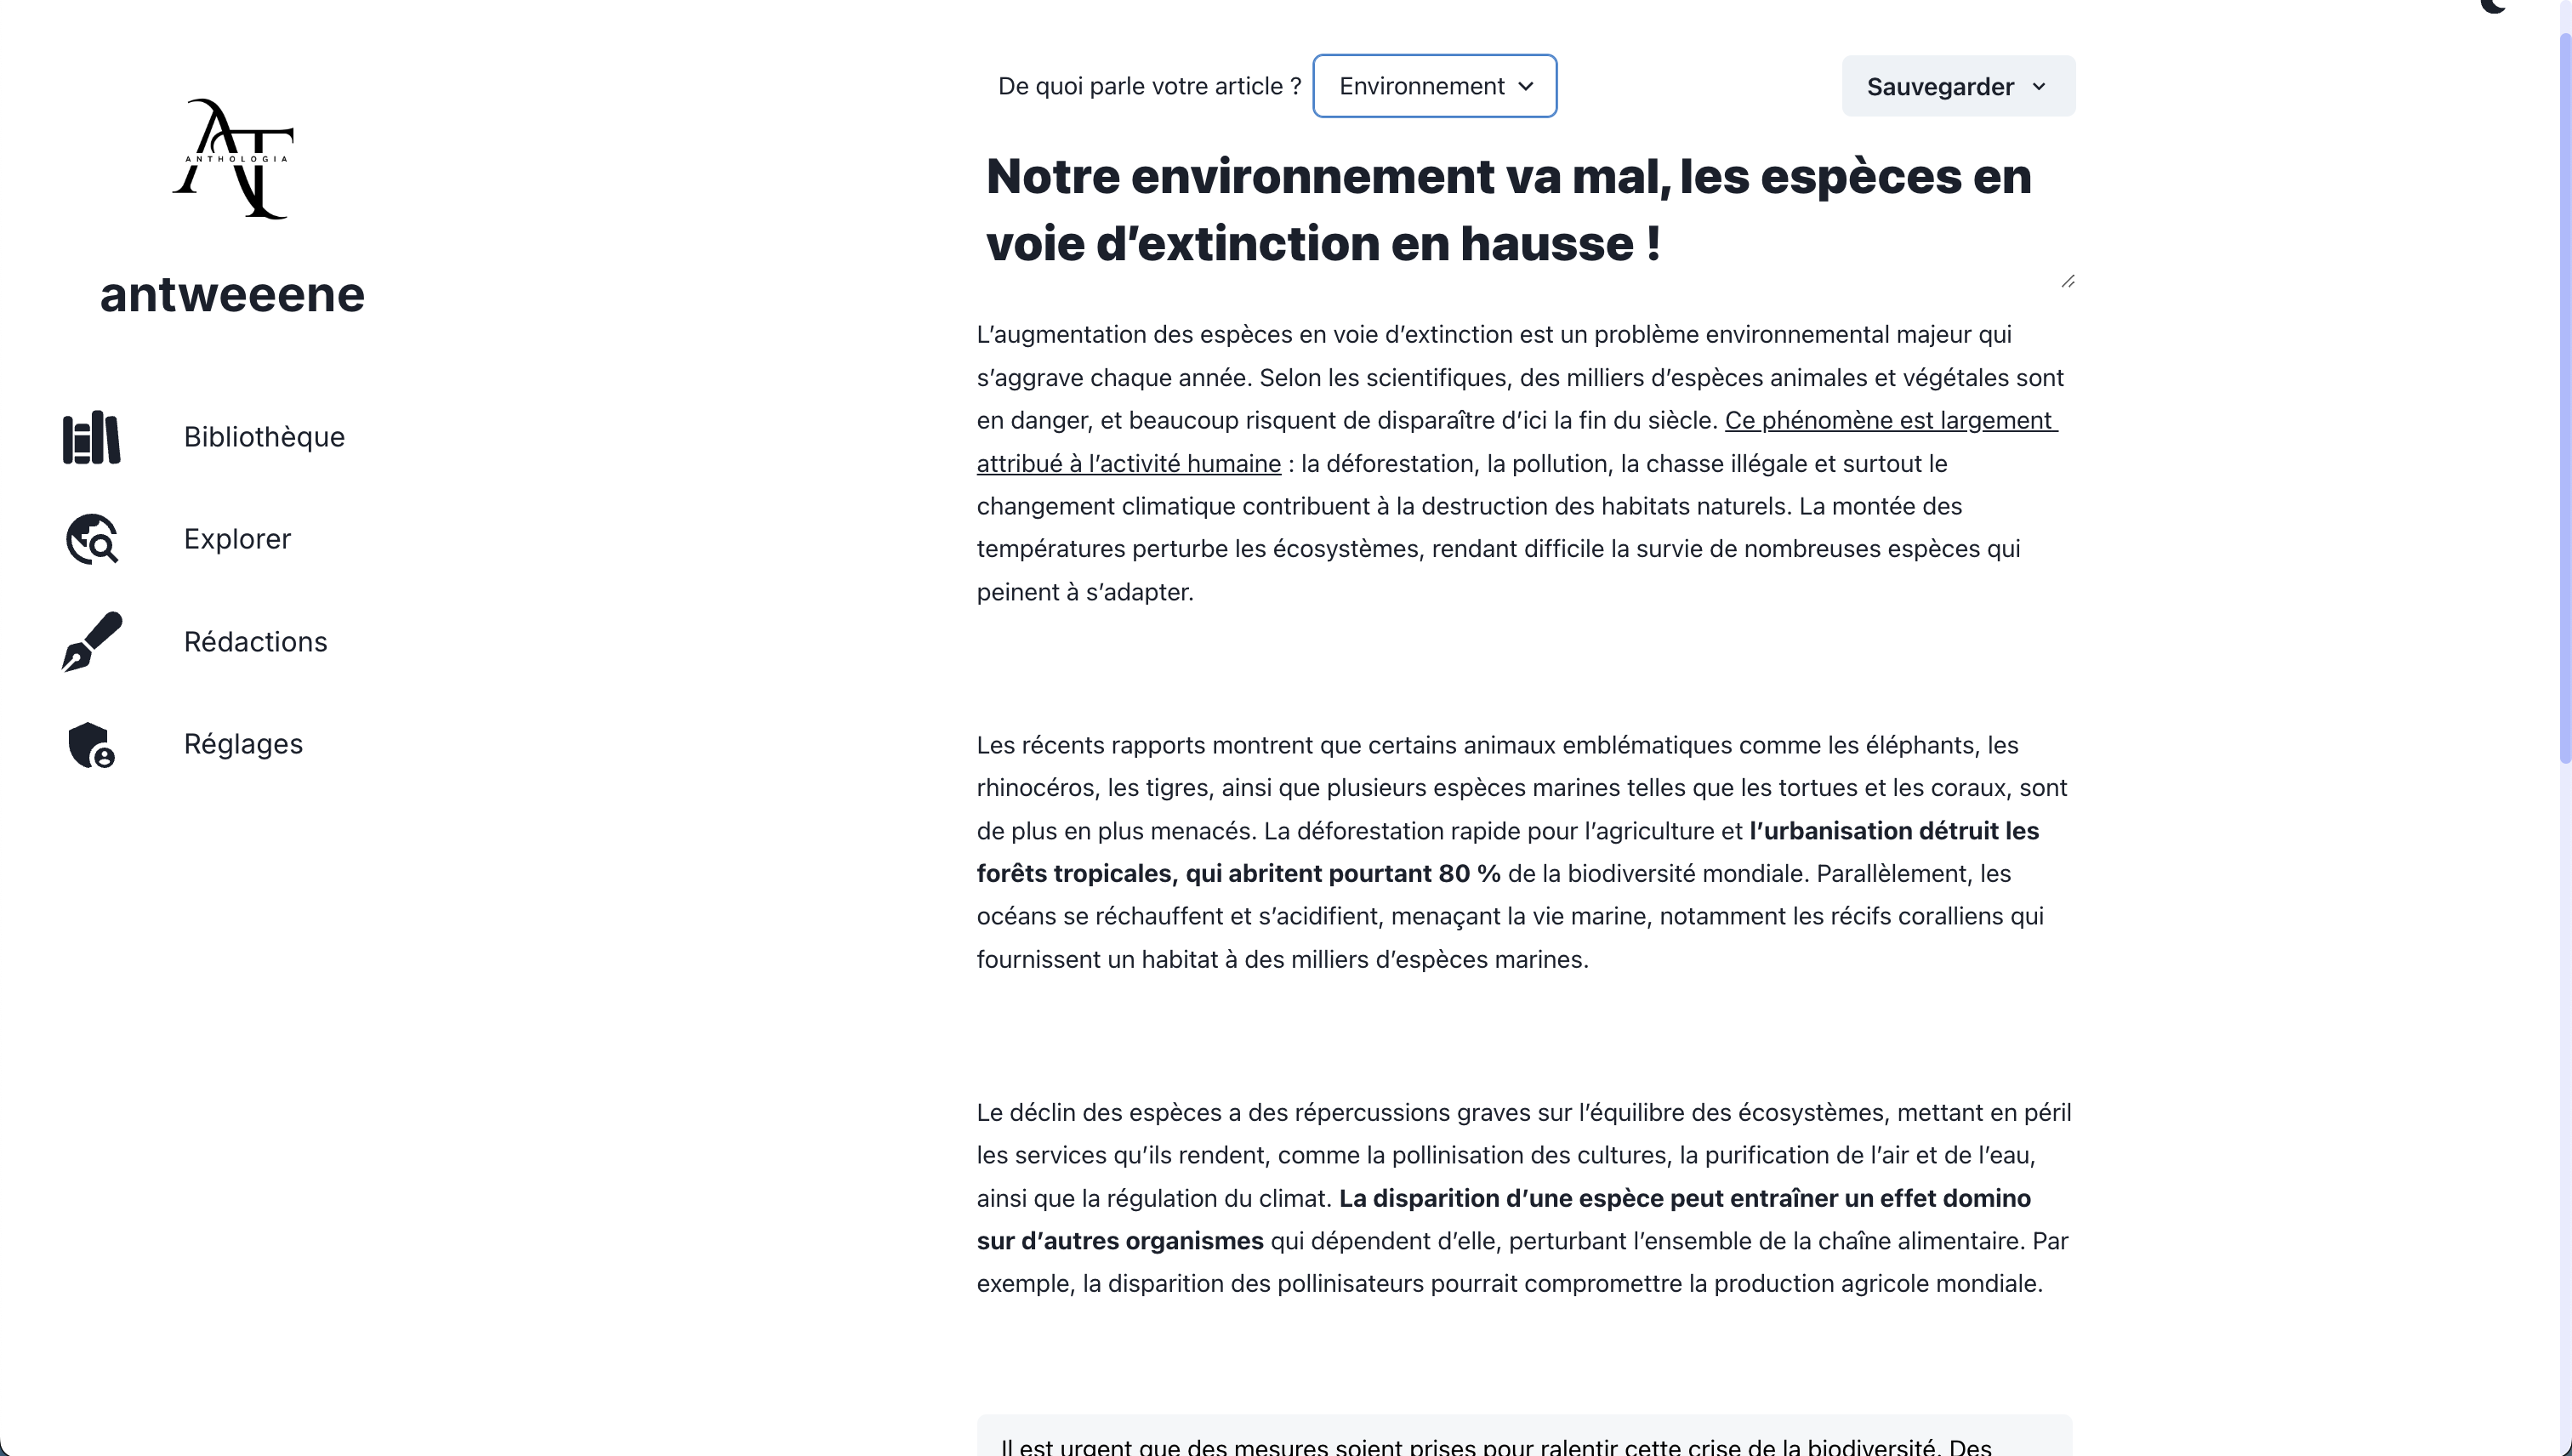 De quoi parle votre article ? Environnement Sauvegarder
AT
ANTHOLOGIA
antweeene
Bibliothèque
Explorer
Rédactions
Réglages
Notre environnement va mal, les espèces en
voie d’extinction en hausse !
L’augmentation des espèces en voie d’extinction est un problème environnemental majeur qui
s’aggrave chaque année. Selon les scientifiques, des milliers d’espèces animales et végétales sont
en danger, et beaucoup risquent de disparaître d’ici la fin du siècle. Ce phénomène est largement
attribué à l’activité humaine : la déforestation, la pollution, la chasse illégale et surtout le
changement climatique contribuent à la destruction des habitats naturels. La montée des
températures perturbe les écosystèmes, rendant difficile la survie de nombreuses espèces qui
peinent à s’adapter.
Les récents rapports montrent que certains animaux emblématiques comme les éléphants, les
rhinocéros, les tigres, ainsi que plusieurs espèces marines telles que les tortues et les coraux, sont
de plus en plus menacés. La déforestation rapide pour l’agriculture et l’urbanisation détruit les
forêts tropicales, qui abritent pourtant 80 % de la biodiversité mondiale. Parallèlement, les
océans se réchauffent et s’acidifient, menaçant la vie marine, notamment les récifs coralliens qui
fournissent un habitat à des milliers d’espèces marines.
Le déclin des espèces a des répercussions graves sur l’équilibre des écosystèmes, mettant en péril
les services qu’ils rendent, comme la pollinisation des cultures, la purification de l’air et de l’eau,
ainsi que la régulation du climat. La disparition d’une espèce peut entraîner un effet domino
sur d’autres organismes qui dépendent d’elle, perturbant l’ensemble de la chaîne alimentaire. Par
exemple, la disparition des pollinisateurs pourrait compromettre la production agricole mondiale.
Il est urgent que des mesures soient prises pour ralentir cette crise de la biodiversité. Des